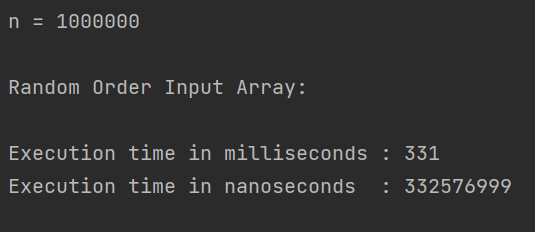 n = 1000000
Random Order Input Array:
Execution time in milliseconds : 331
Execution time in nanoseconds  : 332576999